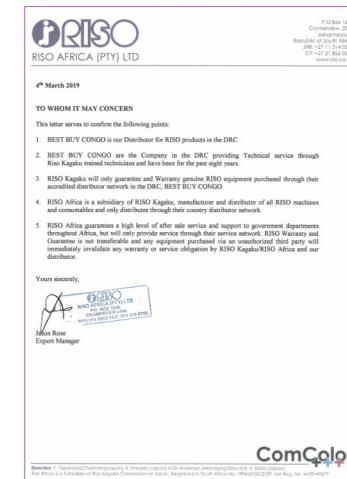 RISO
RISO AFRICA (PTY) LTD
P.O Box
Republic of South
www.riso.co
4th March 2019
TO WHOM IT MAY CONCERN
This letter serves to confirm the following points:
1. BEST BUY CONGO is our Distributor for RISO products in the DRC.
2. BEST BUY CONGO are the Company in the DRC providing Technical service through
Riso Kagaku trained technicians and have been for the past eight years.
3. RISO Kagaku will only guarantee and Warranty genuine RISO equipment purchased through their
accredited distributor network in the DRC, BEST BUY CONGO.
4. RISO Africa is a subsidiary of RISO Kagaku, manufacturer and distributor of all RISO machines
and consumables and only distributes through their country distributor network.
5. RISO Africa guarantees a high level of after sale service and support to government departments
throughout Africa, but will only provide service through their service network. RISO Warranty and
Guarantee is not transferable and any equipment purchased via an unauthorized third party will
immediately invalidate any warranty or service obligation by RISO Kagaku/RISO Africa and our
distributor.
Yours sincerely,
RISO
RISO AFRICA (PTY) LTD
Jason Rose
Export Manager
ComColo